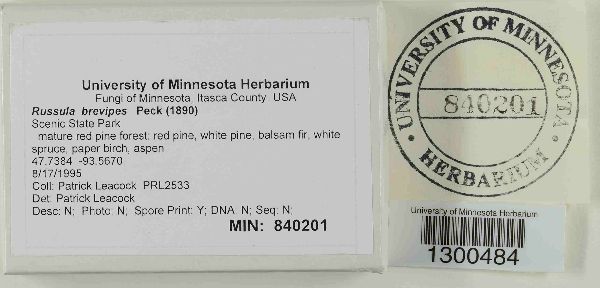 University of Minnesota Herbarium
Fungi of Minnesota, Itasca County, USA
Russula brevipes Peck (1890)
Scenic State Park
mature red pine forest: red pine, white pine, balsam fir, white
spruce, paper birch, aspen
47.7384 -93.5670
8/17/1995
Coll: Patrick Leacock PRL2533
Det: Patrick Leacock
Desc: N; Photo: N; Spore Print: Y; DNA: N; Seq: N;
MIN: 840201
UNIVERSITY OF MINNESOTA
840201
HERBARIUM
University of Minnesota Herbarium
1300484